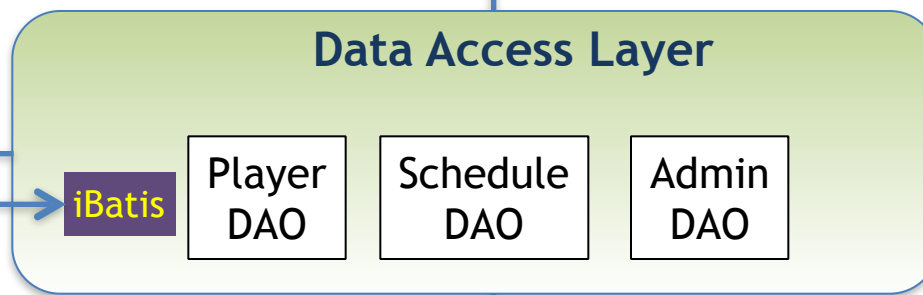 Data Access Layer
iBatis
Player
DAO
Schedule
DAO
Admin
DAO